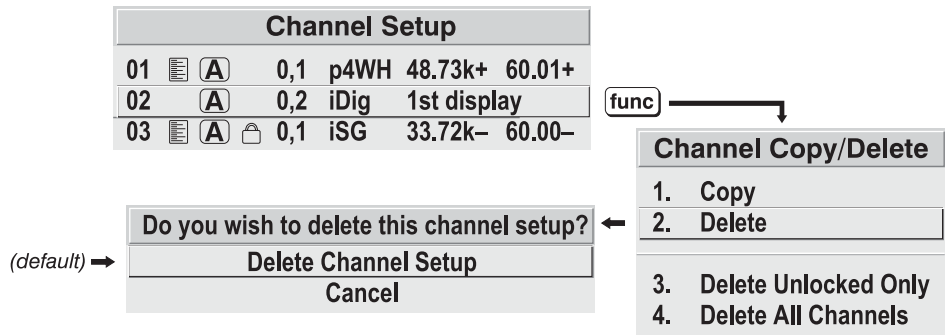 Channel Setup
01 A 0,1 p4WH 48.73k+ 60.01+
02 A 0,2 iDig 1st display
03 A 0,1 iSG 33.72k– 60.00–
func
Channel Copy/Delete
1. Copy
2. Delete
3. Delete Unlocked Only
4. Delete All Channels
Do you wish to delete this channel setup?
(default) Delete Channel Setup
Cancel